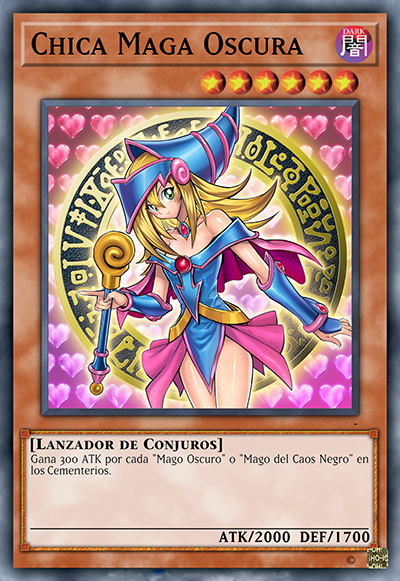 Chica Maga Oscura
DARK
闇
[Lanzador de Conjuros]
Gana 300 ATK por cada "Mago Oscuro" o "Mago del Caos Negro" en
los Cementerios.
ATK/2000 DEF/1700
©